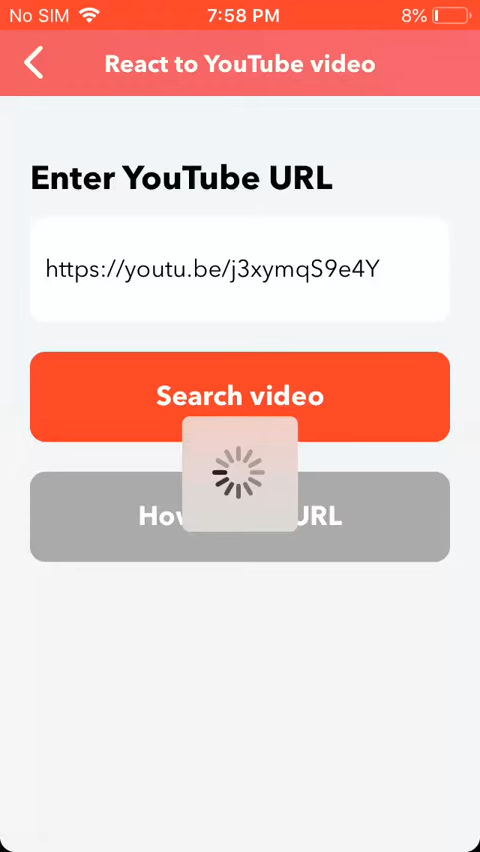 No SIM 7:58 PM 8%
React to YouTube video
Enter YouTube URL
https://youtu.be/j3xymqS9e4Y
Search video
URL